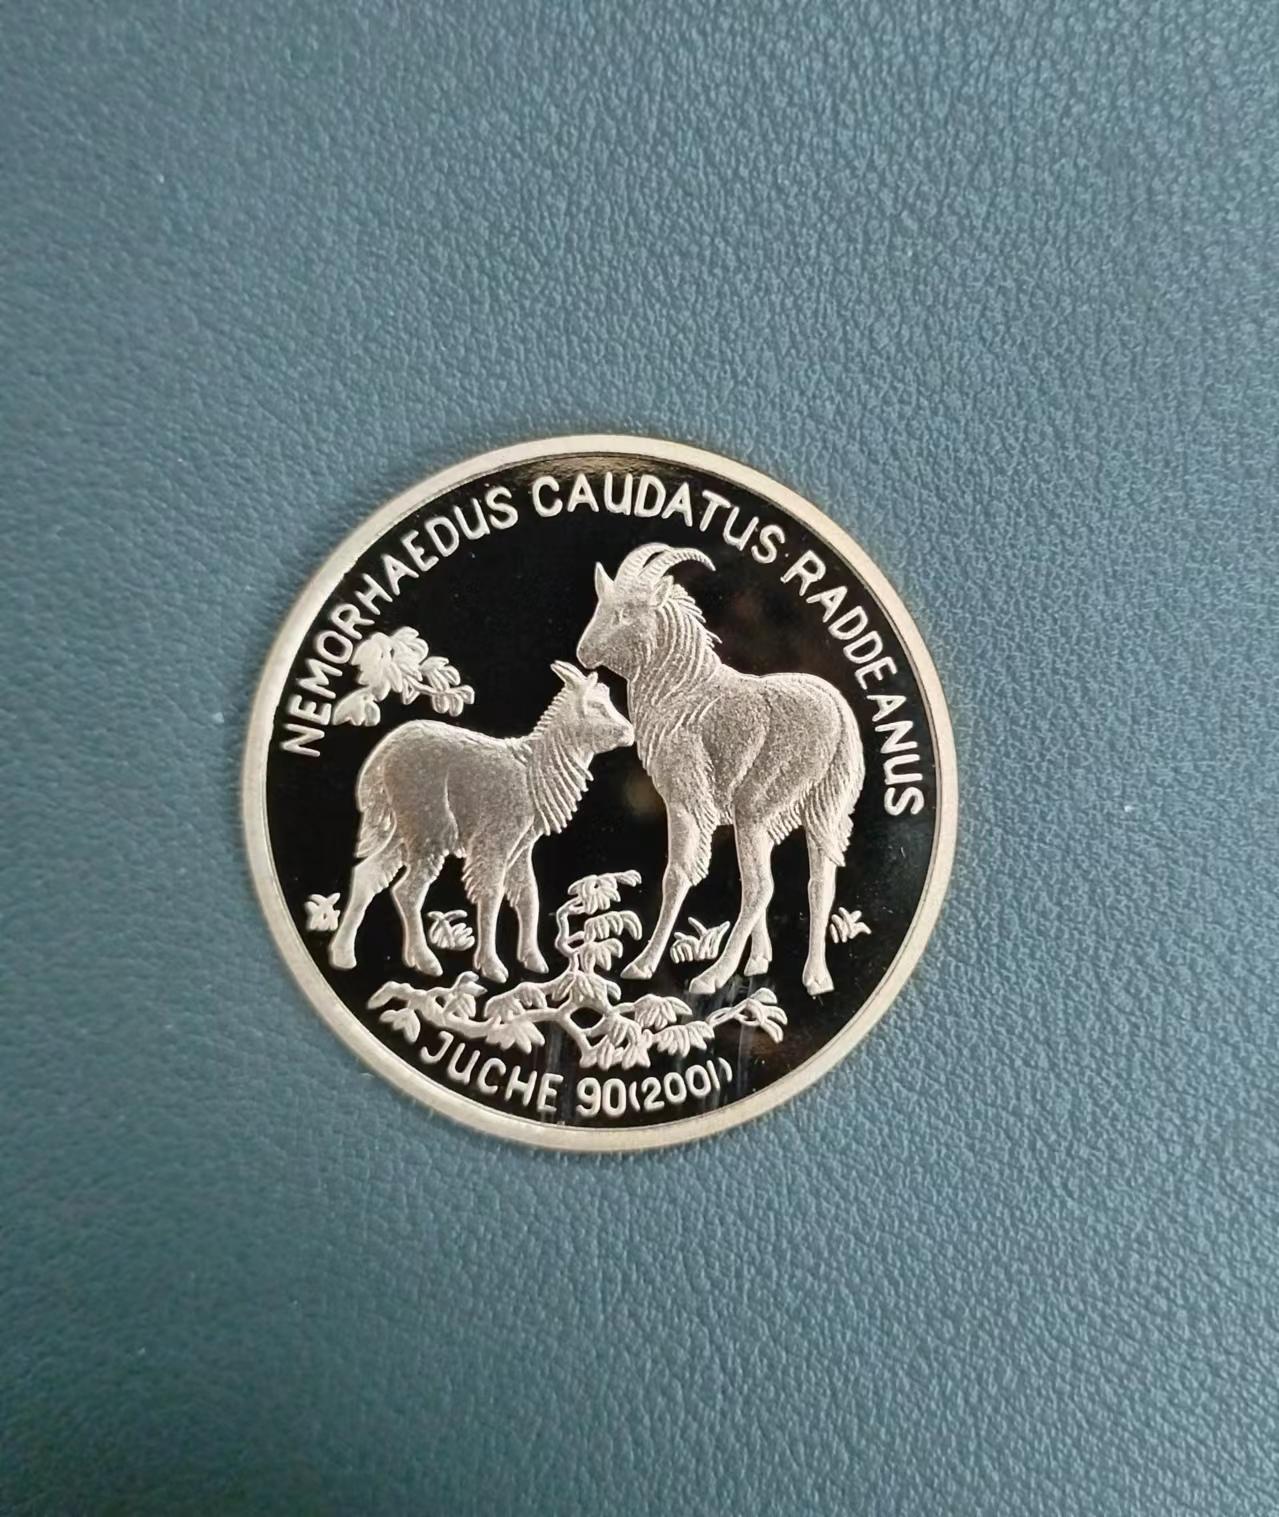 NEMORHAEDUS CAUDATUS RADDEANUS
JUCHE 90(2001)